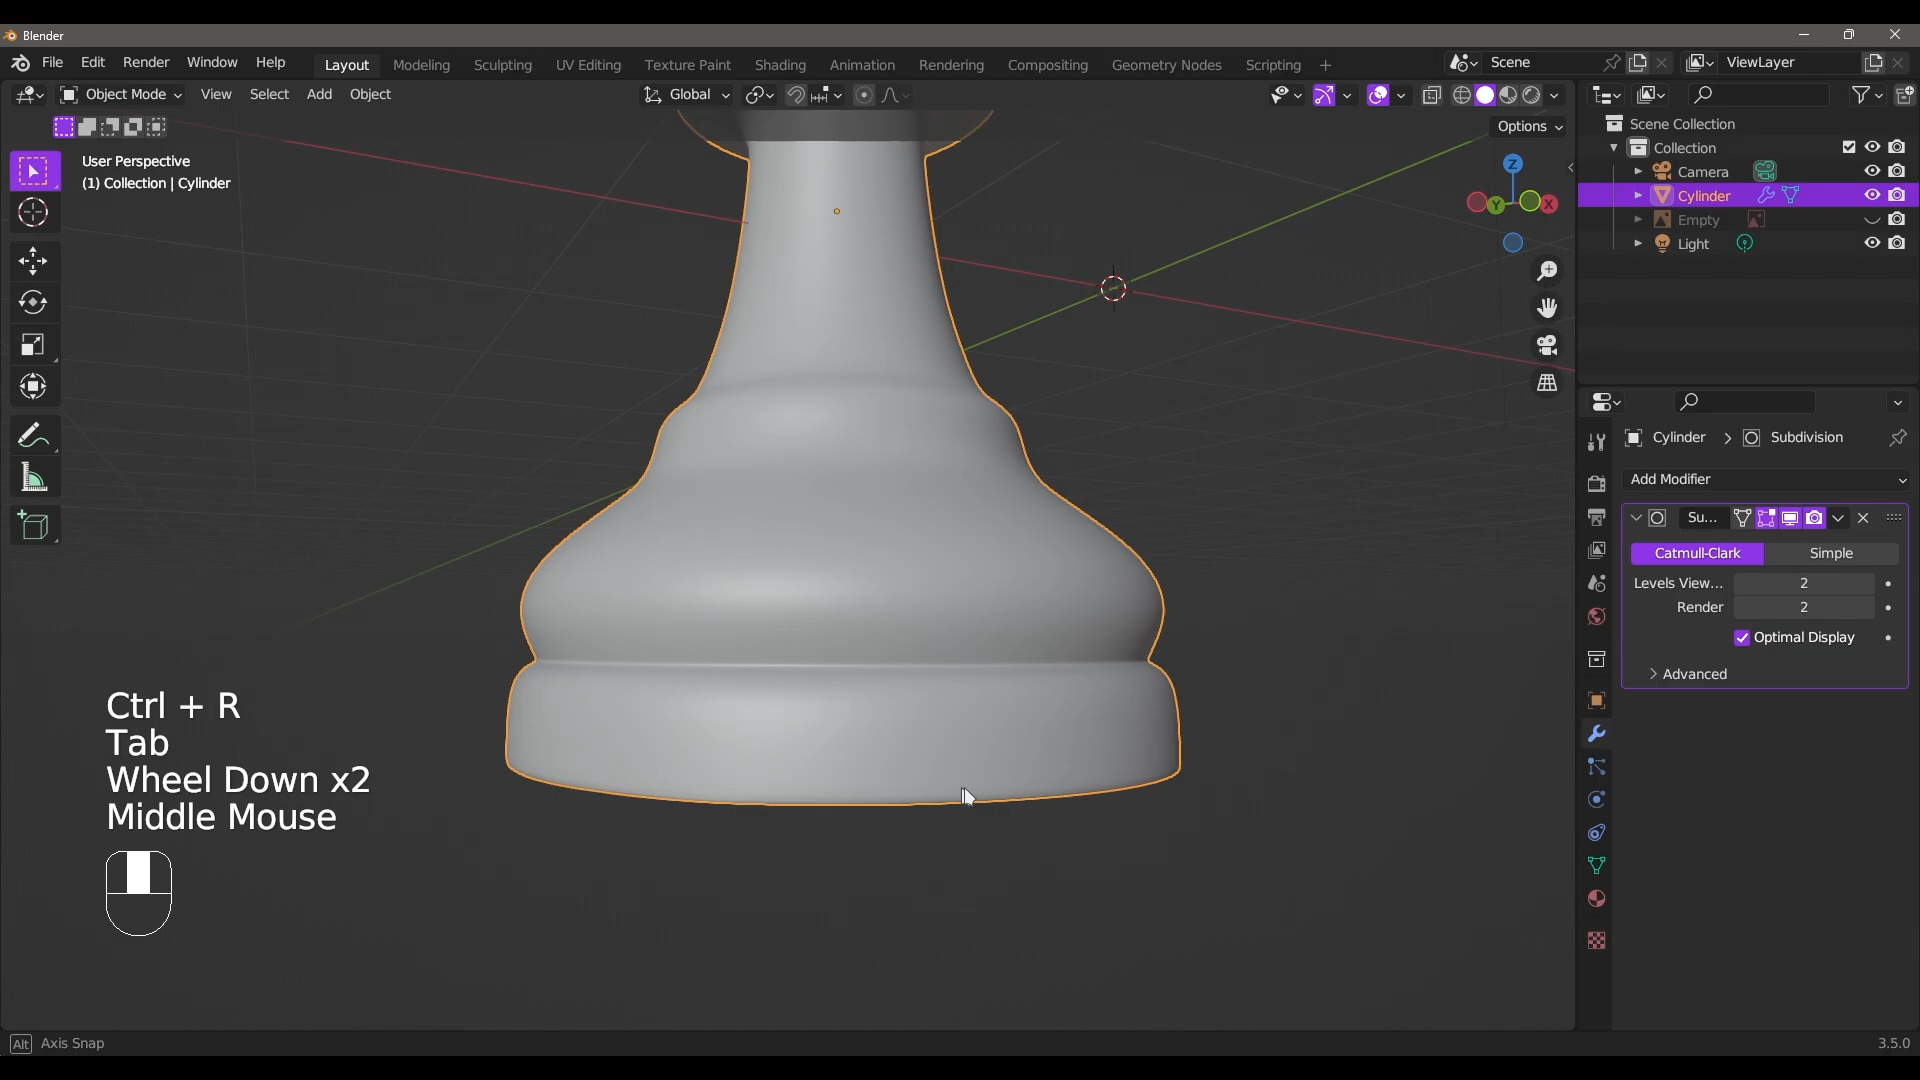 Blender
File Edit Render Window Help
Layout Modeling Sculpting UV Editing Texture Paint Shading Animation Rendering Compositing Geometry Nodes Scripting +
Scene
ViewLayer
Object Mode View Select Add Object
Global
Options
User Perspective
(1) Collection | Cylinder
Z
Y
X
Scene Collection
Collection
Camera
Cylinder
Empty
Light
Cylinder > Subdivision
Add Modifier
Su...
Catmull-Clark Simple
Levels View... 2
Render 2
Optimal Display
Advanced
Ctrl + R
Tab
Wheel Down x2
Middle Mouse
Alt Axis Snap
3.5.0